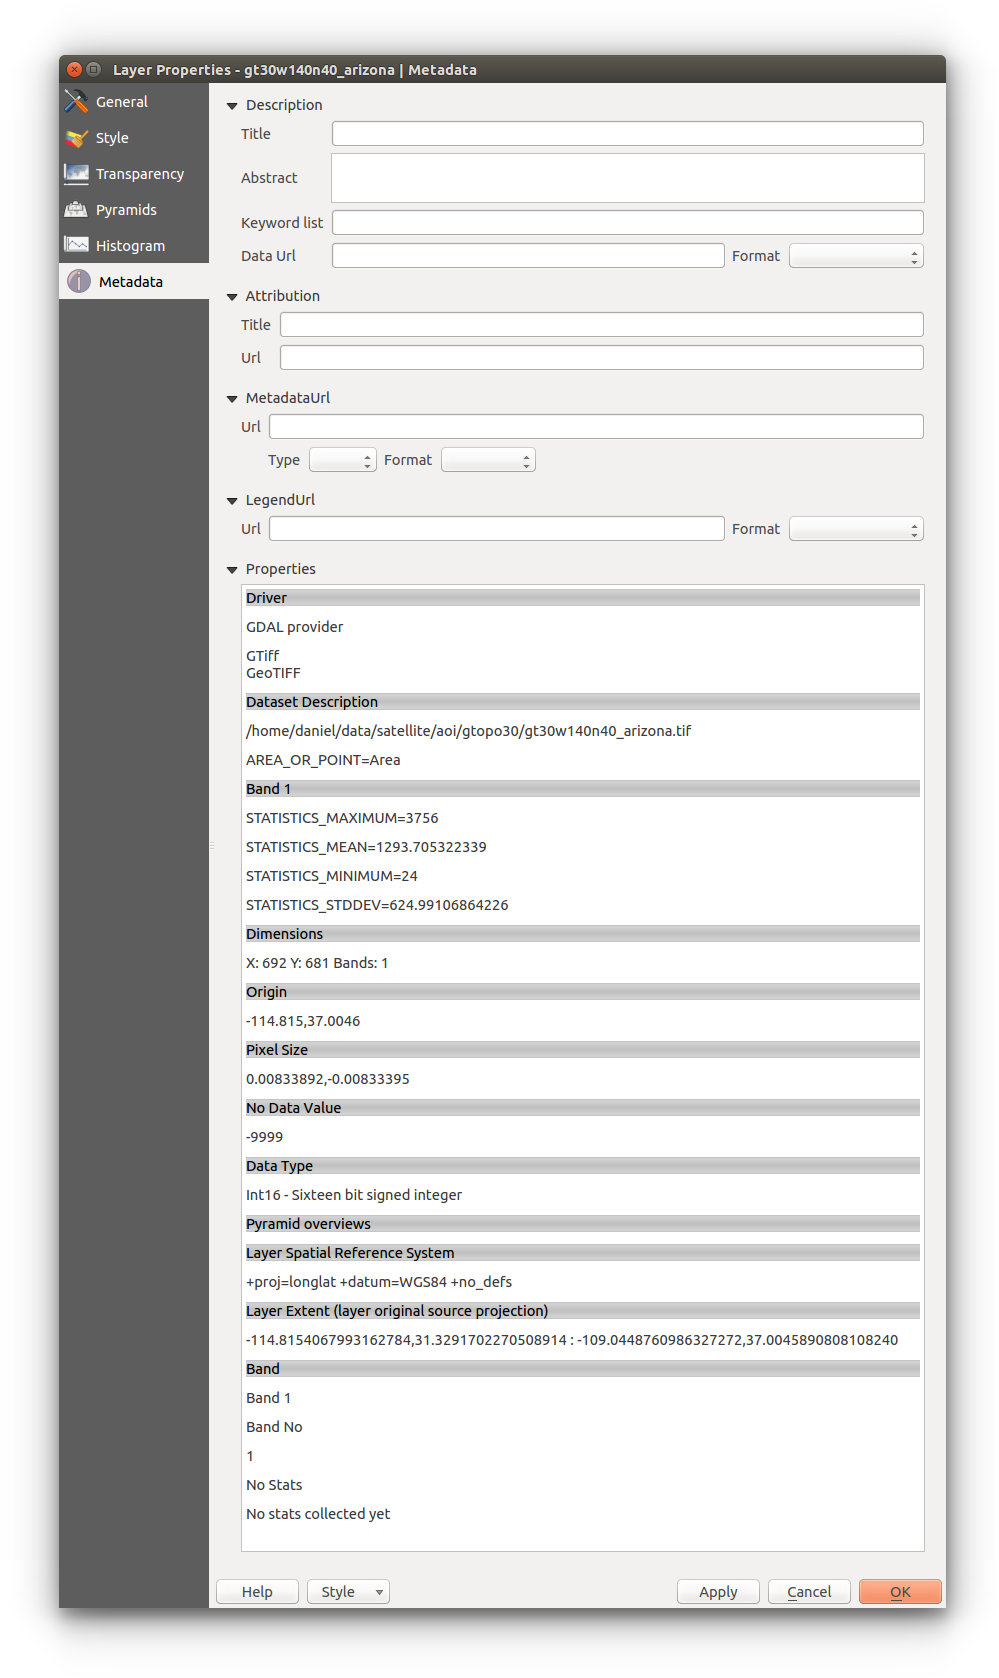 Layer Properties - gt30w140n40_arizona | Metadata
General
Style
Transparency
Pyramids
Histogram
Metadata
Description
Title
Abstract
Keyword list
Data Url Format
Attribution
Title
Url
MetadataUrl
Url
Type Format
LegendUrl
Url Format
Properties
Driver
GDAL provider
GTiff
GeoTIFF
Dataset Description
/home/daniel/data/satellite/aoi/gtopo30/gt30w140n40_arizona.tif
AREA_OR_POINT=Area
Band 1
STATISTICS_MAXIMUM=3756
STATISTICS_MEAN=1293.705322339
STATISTICS_MINIMUM=24
STATISTICS_STDDEV=624.99106864226
Dimensions
X: 692 Y: 681 Bands: 1
Origin
-114.815,37.0046
Pixel Size
0.00833892,-0.00833395
No Data Value
-9999
Data Type
Int16 - Sixteen bit signed integer
Pyramid overviews
Layer Spatial Reference System
+proj=longlat +datum=WGS84 +no_defs
Layer Extent (layer original source projection)
-114.8154067993162784,31.3291702270508914 : -109.0448760986327272,37.0045890808108240
Band
Band 1
Band No
1
No Stats
No stats collected yet
Help Style Apply Cancel OK